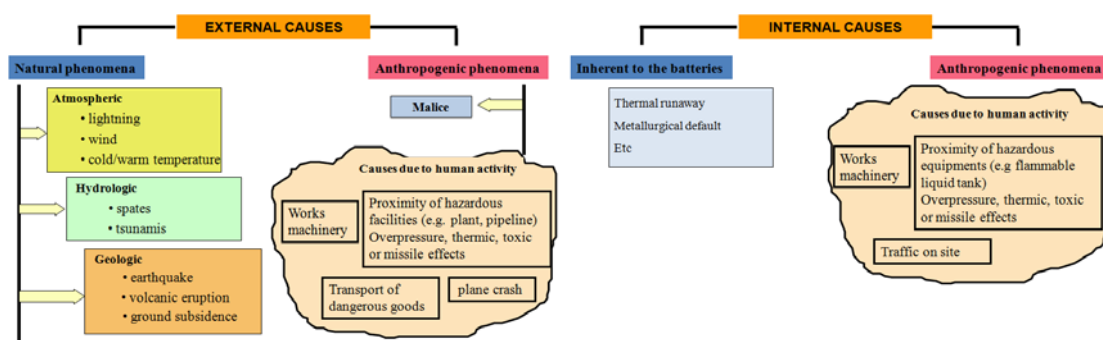 EXTERNAL CAUSES
Natural phenomena
Atmospheric
• lightning
• wind
• cold/warm temperature
Hydrologic
• spates
• tsunamis
Geologic
• earthquake
• volcanic eruption
• ground subsidence
Anthropogenic phenomena
Malice
Causes due to human activity
Works
machinery
Proximity of hazardous
facilities (e.g. plant, pipeline)
Overpressure, thermic, toxic
or missile effects
Transport of
dangerous goods
plane crash
INTERNAL CAUSES
Inherent to the batteries
Thermal runaway
Metallurgical default
Etc
Anthropogenic phenomena
Causes due to human activity
Works
machinery
Proximity of hazardous
equipments (e.g flammable
liquid tank)
Overpressure, thermic, toxic
or missile effects
Traffic on site